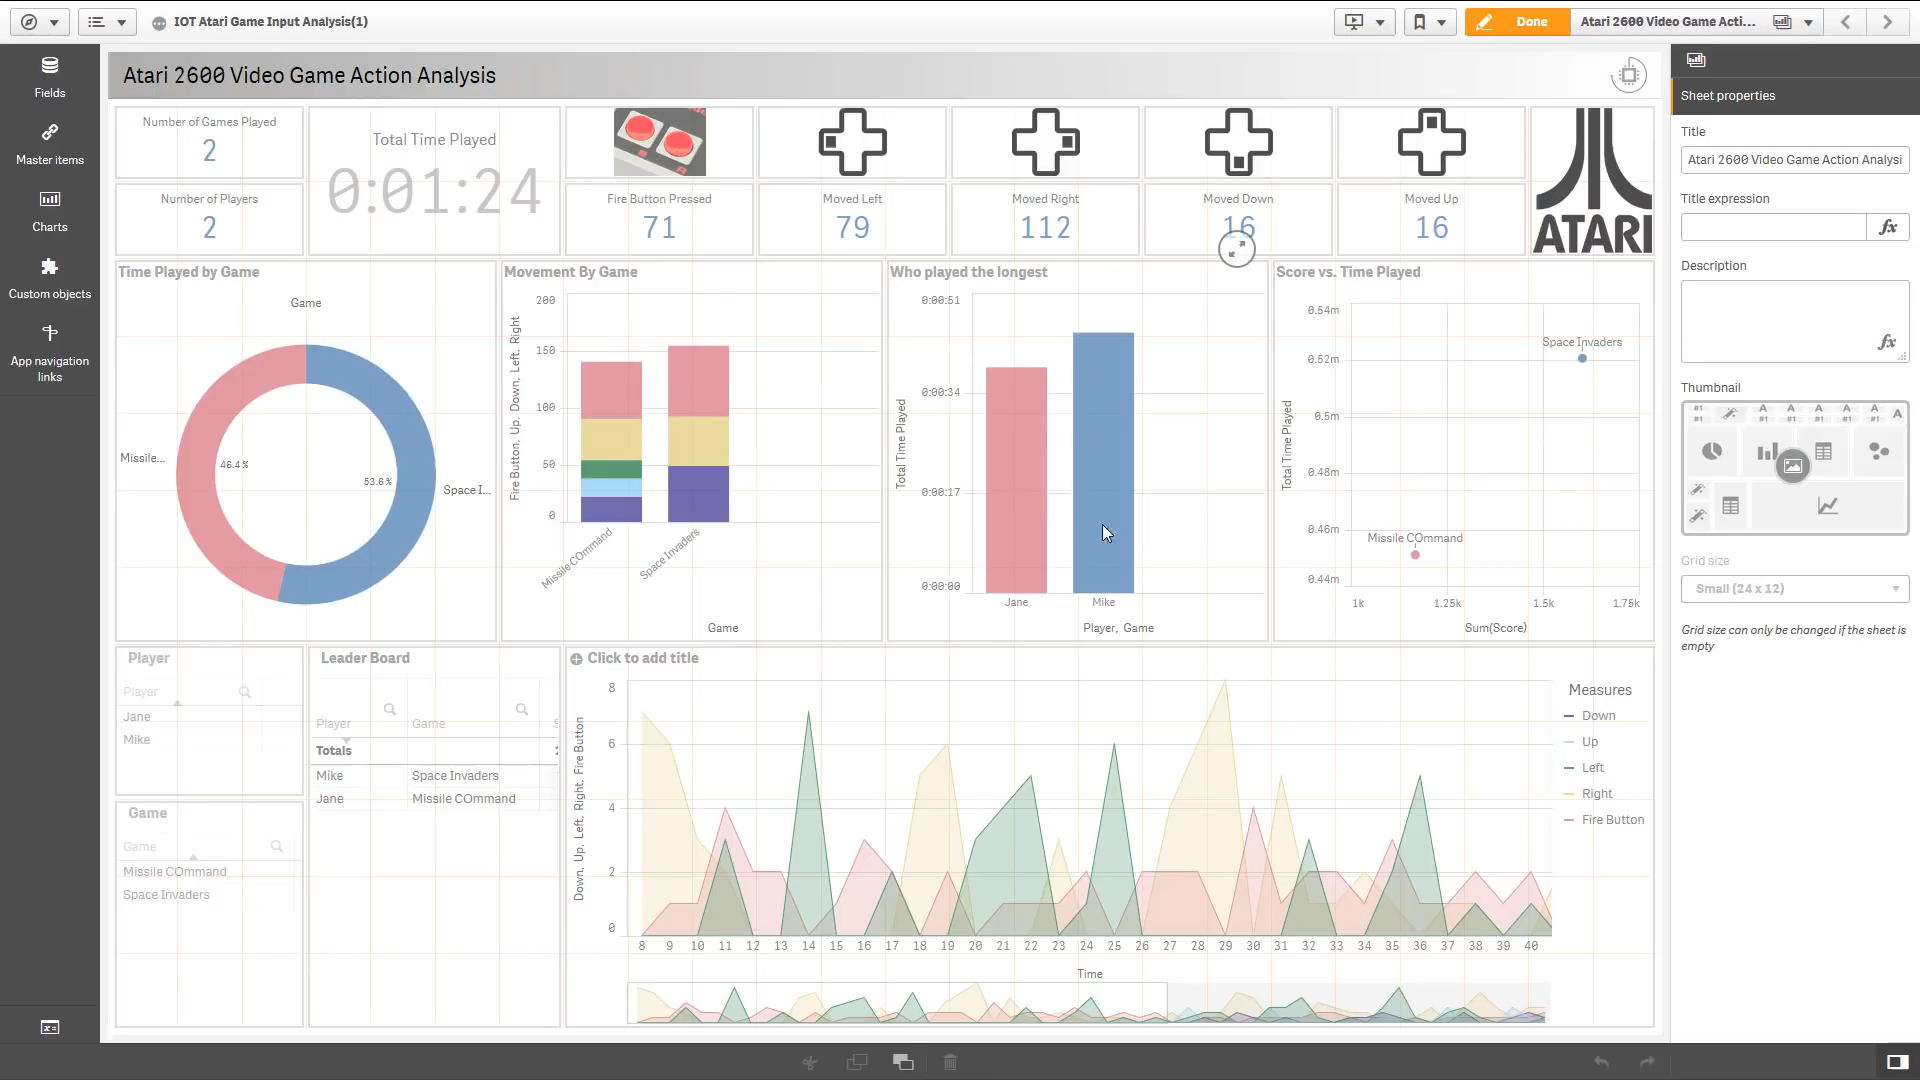 IOT Atari Game Input Analysis(1)
Done
Atari 2600 Video Game Acti...
Fields
Master items
Charts
Custom objects
App navigation
links
Atari 2600 Video Game Action Analysis
Number of Games Played
2
Number of Players
2
Total Time Played
0:01:24
Fire Button Pressed
71
Moved Left
79
Moved Right
112
Moved Down
16
Moved Up
16
ATARI
Time Played by Game
Game
Missile...
46.4 %
53.6 %
Space I...
Movement By Game
Fire Button, Up, Down, Left, Right
200
150
100
50
0
Missile COmmand
Space Invaders
Game
Who played the longest
Total Time Played
0:00:51
0:00:34
0:00:17
0:00:00
Jane
Mike
Player, Game
Score vs. Time Played
Total Time Played
0.54m
0.52m
0.5m
0.48m
0.46m
0.44m
Space Invaders
Missile COmmand
1k
1.25k
1.5k
1.75k
Sum(Score)
Player
Player
Jane
Mike
Game
Game
Missile COmmand
Space Invaders
Leader Board
Player Game
Totals
Mike Space Invaders
Jane Missile COmmand
Click to add title
Down, Up, Left, Right, Fire Button
8
6
4
2
0
8 9 10 11 12 13 14 15 16 17 18 19 20 21 22 23 24 25 26 27 28 29 30 31 32 33 34 35 36 37 38 39 40
Time
Measures
Down
Up
Left
Right
Fire Button
Sheet properties
Title
Atari 2600 Video Game Action Analysi
Title expression
fx
Description
fx
Thumbnail
Grid size
Small (24 x 12)
Grid size can only be changed if the sheet is
empty